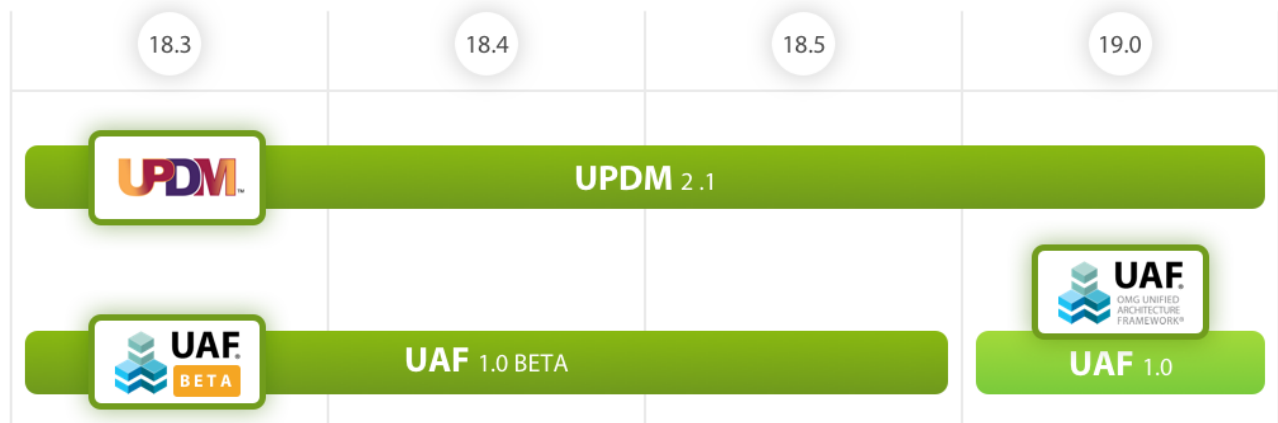 18.3
18.4
18.5
19.0
UPDM™
UPDM 2 .1
UAF®
OMG UNIFIED
ARCHITECTURE
FRAMEWORK®
UAF®
BETA
UAF 1.0 BETA
UAF 1.0